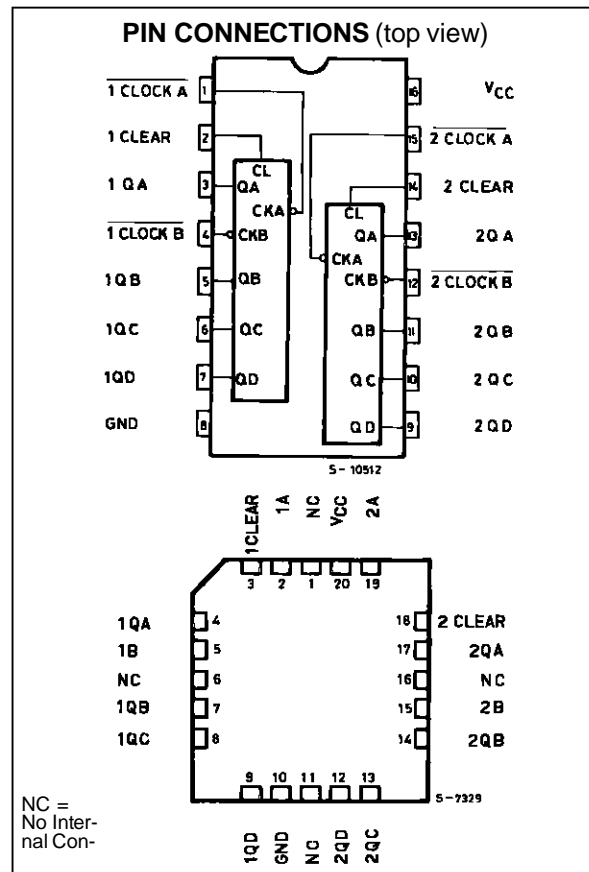 PIN CONNECTIONS (top view)
1 CLOCK A 1 16 VCC
1 CLEAR 2 15 2 CLOCK A
CL
1 QA 3 QA CKA 14 2 CLEAR
CL
1 CLOCK B 4 CKB QA 13 2QA
CKA
1QB 5 QB CKB 12 2 CLOCK B
1QC 6 QC QB 11 2QB
1QD 7 QD QC 10 2QC
GND 8 QD 9 2QD
S-10512
1CLEAR 1A NC VCC 2A
3 2 1 20 19
1QA 4 18 2 CLEAR
1B 5 17 2QA
NC 6 16 NC
1QB 7 15 2B
1QC 8 14 2QB
9 10 11 12 13
S-7329
1QD GND NC 2QD 2QC
NC =
No Inter-
nal Con-